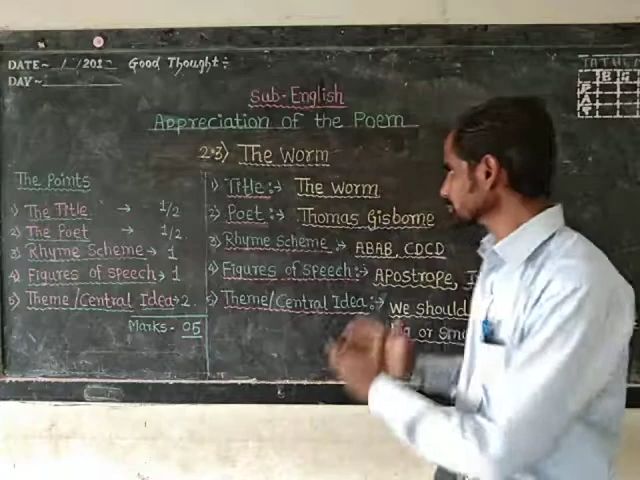 DATE~ / /201 Good Thought:
DAY~
B G
Sub-English
Appreciation of the Poem
2.3) The Worm
The Points
1) The Title → 1/2
2) The Poet → 1/2
3) Rhyme Scheme → 1
4) Figures of speech → 1
5) Theme/Central Idea → 2
Marks - 05
1) Title:- The Worm
2) Poet:- Thomas Gisborne
3) Rhyme Scheme → ABAB, CDCD
4) Figures of speech:- Apostrope,
5) Theme/Central Idea:- We should
or